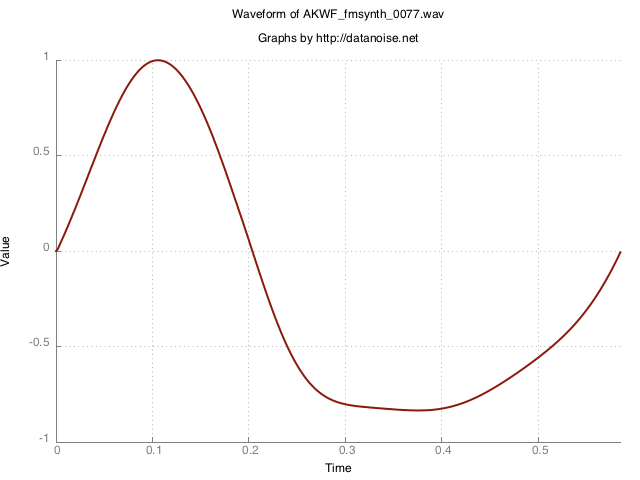 Waveform of AKWF_fmsynth_0077.wav
Graphs by http://datanoise.net
1
0.5
0
-0.5
-1
Value
0 0.1 0.2 0.3 0.4 0.5
Time